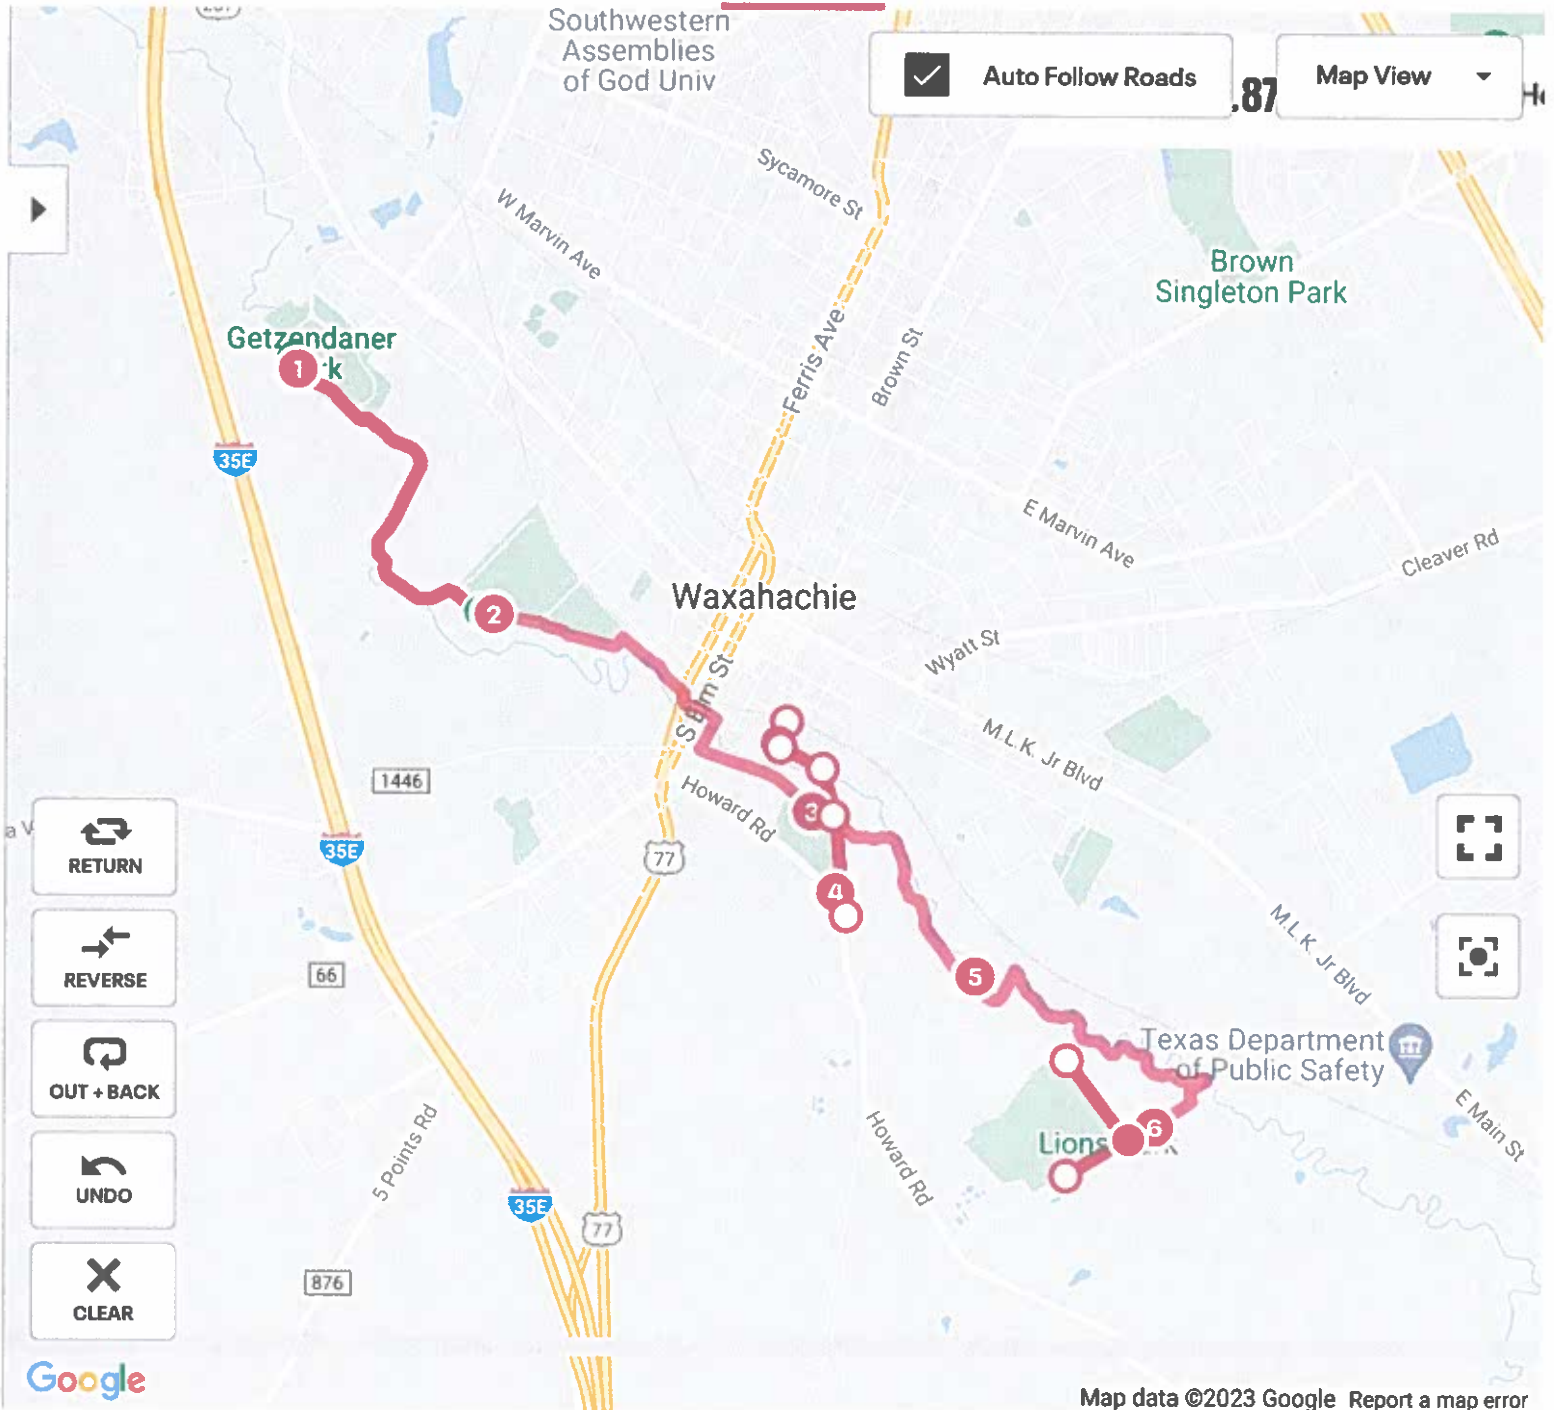 287
Southwestern
Assemblies
of God Univ
Auto Follow Roads
.87
Map View
Sycamore St
W Marvin Ave
Brown
Singleton Park
Ferris Ave
Brown St
Getzendaner
1
k
35E
E Marvin Ave
Cleaver Rd
Waxahachie
2
Wyatt St
S Elm St
M.L.K. Jr Blvd
1446
Howard Rd
3
RETURN
35E
77
4
M.L.K. Jr Blvd
REVERSE
66
5
Texas Department
of Public Safety
OUT + BACK
E Main St
5 Points Rd
Howard Rd
6
Lions
UNDO
35E
77
876
CLEAR
Google
Map data ©2023 Google Report a map error